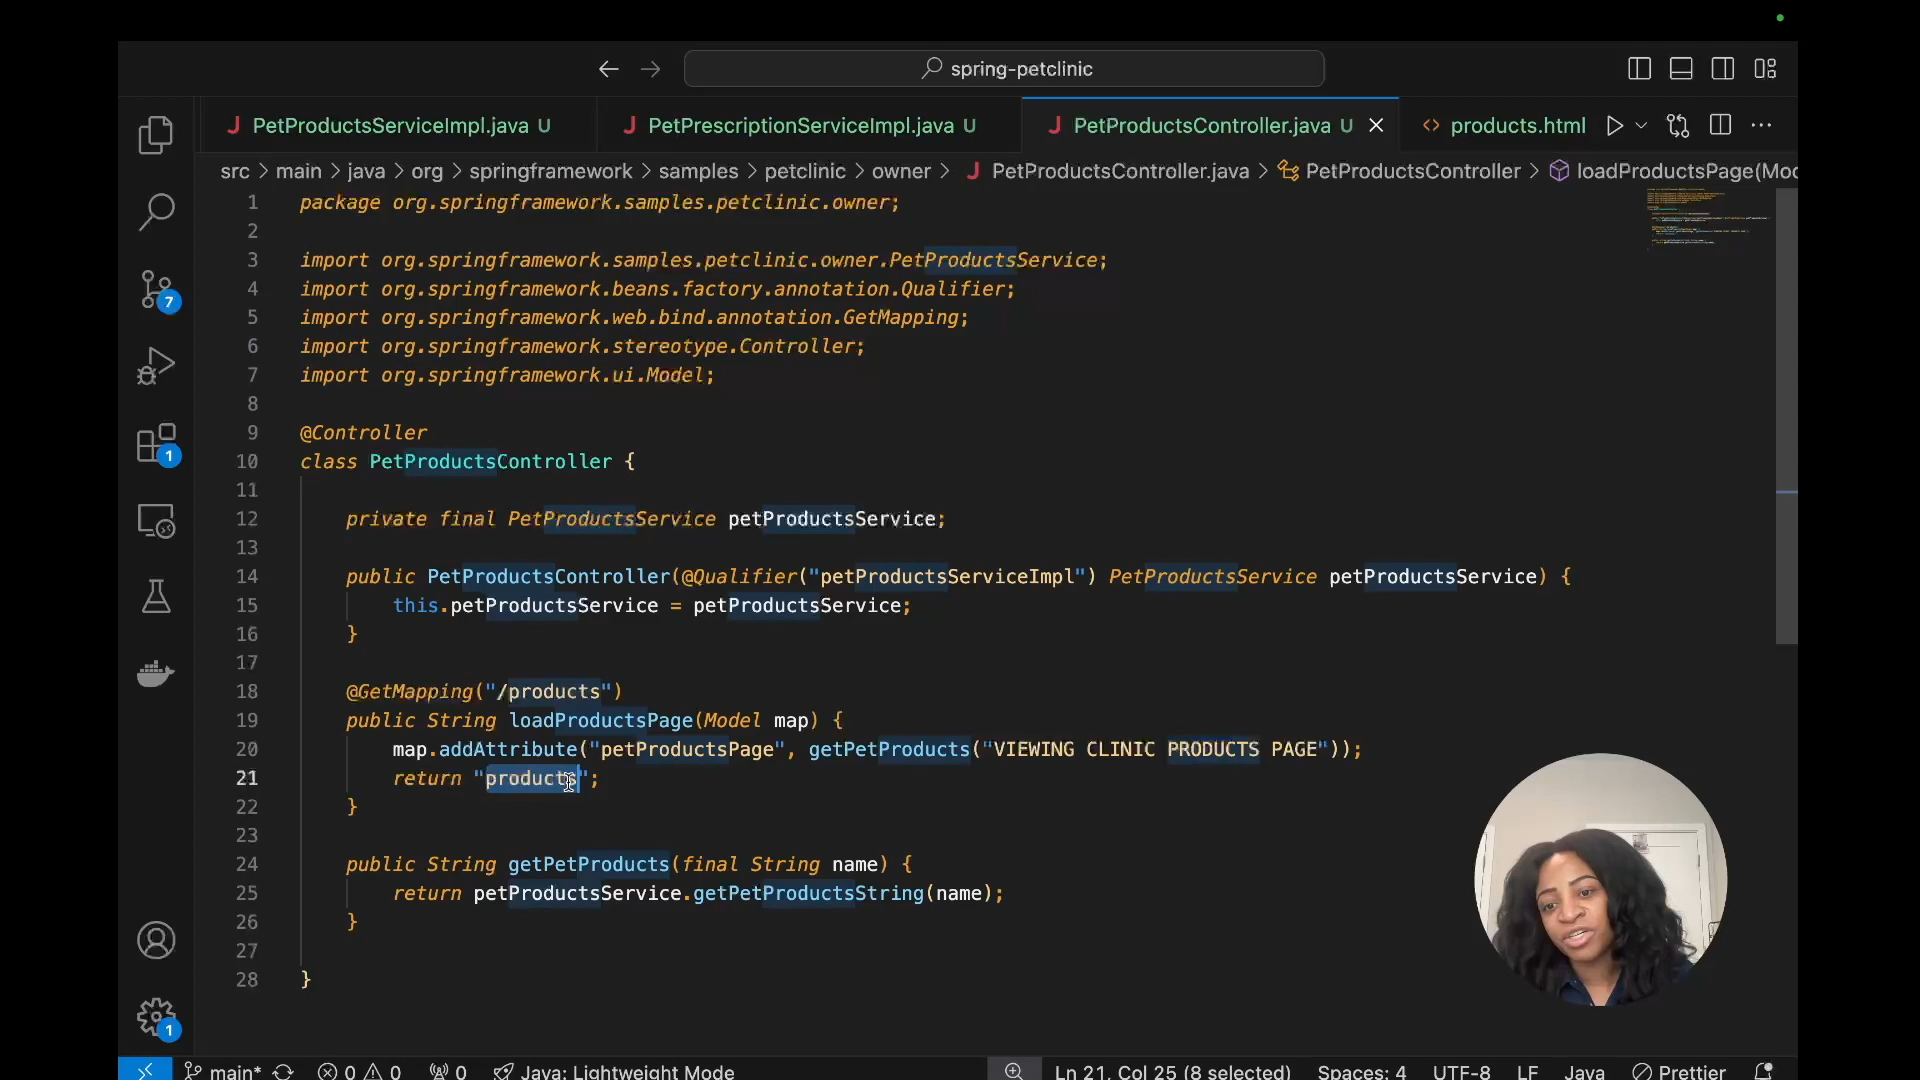 spring-petclinic
PetProductsServiceImpl.java U
PetPrescriptionServiceImpl.java U
PetProductsController.java U
products.html
src > main > java > org > springframework > samples > petclinic > owner > PetProductsController.java > PetProductsController > loadProductsPage(Moc
1 package org.springframework.samples.petclinic.owner;
2
3 import org.springframework.samples.petclinic.owner.PetProductsService;
4 import org.springframework.beans.factory.annotation.Qualifier;
5 import org.springframework.web.bind.annotation.GetMapping;
6 import org.springframework.stereotype.Controller;
7 import org.springframework.ui.Model;
8
9 @Controller
10 class PetProductsController {
11
12 private final PetProductsService petProductsService;
13
14 public PetProductsController(@Qualifier("petProductsServiceImpl") PetProductsService petProductsService) {
15 this.petProductsService = petProductsService;
16 }
17
18 @GetMapping("/products")
19 public String loadProductsPage(Model map) {
20 map.addAttribute("petProductsPage", getPetProducts("VIEWING CLINIC PRODUCTS PAGE"));
21 return "products";
22 }
23
24 public String getPetProducts(final String name) {
25 return petProductsService.getPetProductsString(name);
26 }
27
28 }
7
1
1
main* 0 0 0 Java: Lightweight Mode Ln 21, Col 25 (8 selected) Spaces: 4 UTF-8 LF Java Prettier